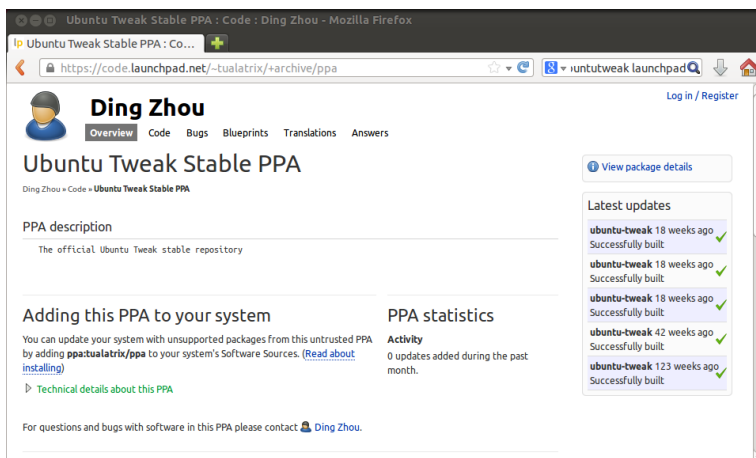 Ubuntu Tweak Stable PPA : Code : Ding Zhou - Mozilla Firefox
lp Ubuntu Tweak Stable PPA : Co...
https://code.launchpad.net/~tualatrix/+archive/ppa
8 untutweak launchpad
Log in / Register
Ding Zhou
Overview Code Bugs Blueprints Translations Answers
Ubuntu Tweak Stable PPA
Ding Zhou » Code » Ubuntu Tweak Stable PPA
View package details
PPA description
The official Ubuntu Tweak stable repository
Latest updates
ubuntu-tweak 18 weeks ago
Successfully built
ubuntu-tweak 18 weeks ago
Successfully built
ubuntu-tweak 18 weeks ago
Successfully built
ubuntu-tweak 42 weeks ago
Successfully built
ubuntu-tweak 123 weeks ago
Successfully built
Adding this PPA to your system
You can update your system with unsupported packages from this untrusted PPA
by adding ppa:tualatrix/ppa to your system's Software Sources. (Read about
installing)
Technical details about this PPA
PPA statistics
Activity
0 updates added during the past
month.
For questions and bugs with software in this PPA please contact Ding Zhou.